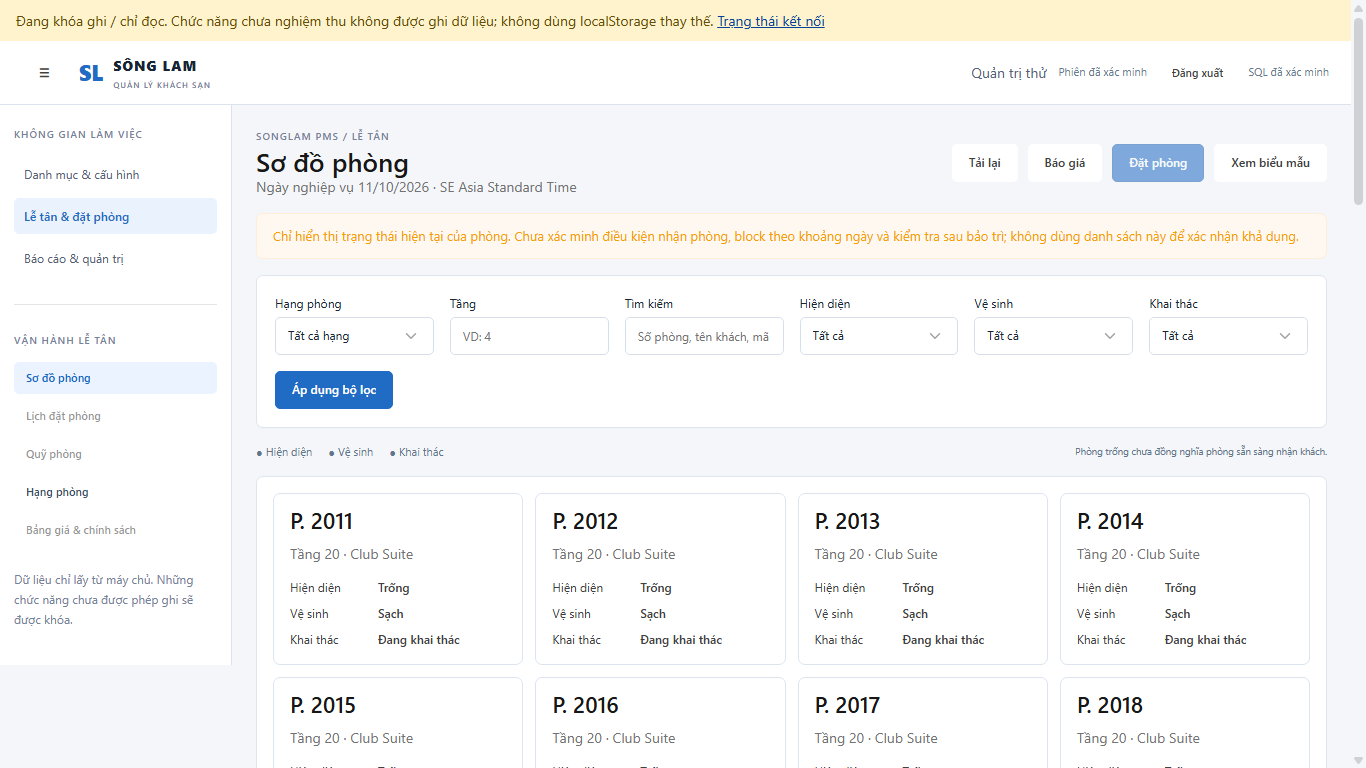 Đang khóa ghi / chỉ đọc. Chức năng chưa nghiệm thu không được ghi dữ liệu; không dùng localStorage thay thế. Trạng thái kết nối
☰ SL SÔNG LAM
QUẢN LÝ KHÁCH SẠN
Quản trị thử Phiên đã xác minh Đăng xuất SQL đã xác minh
KHÔNG GIAN LÀM VIỆC
Danh mục & cấu hình
Lễ tân & đặt phòng
Báo cáo & quản trị
VẬN HÀNH LỄ TÂN
Sơ đồ phòng
Lịch đặt phòng
Quỹ phòng
Hạng phòng
Bảng giá & chính sách
Dữ liệu chỉ lấy từ máy chủ. Những
chức năng chưa được phép ghi sẽ
được khóa.
SONGLAM PMS / LỄ TÂN
Sơ đồ phòng
Ngày nghiệp vụ 11/10/2026 · SE Asia Standard Time
Tải lại Báo giá Đặt phòng Xem biểu mẫu
Chỉ hiển thị trạng thái hiện tại của phòng. Chưa xác minh điều kiện nhận phòng, block theo khoảng ngày và kiểm tra sau bảo trì; không dùng danh sách này để xác nhận khả dụng.
Hạng phòng Tầng Tìm kiếm Hiện diện Vệ sinh Khai thác
Tất cả hạng VD: 4 Số phòng, tên khách, mã Tất cả Tất cả Tất cả
Áp dụng bộ lọc
● Hiện diện ● Vệ sinh ● Khai thác
Phòng trống chưa đồng nghĩa phòng sẵn sàng nhận khách.
P. 2011 P. 2012 P. 2013 P. 2014
Tầng 20 · Club Suite Tầng 20 · Club Suite Tầng 20 · Club Suite Tầng 20 · Club Suite
Hiện diện Trống Hiện diện Trống Hiện diện Trống Hiện diện Trống
Vệ sinh Sạch Vệ sinh Sạch Vệ sinh Sạch Vệ sinh Sạch
Khai thác Đang khai thác Khai thác Đang khai thác Khai thác Đang khai thác Khai thác Đang khai thác
P. 2015 P. 2016 P. 2017 P. 2018
Tầng 20 · Club Suite Tầng 20 · Club Suite Tầng 20 · Club Suite Tầng 20 · Club Suite